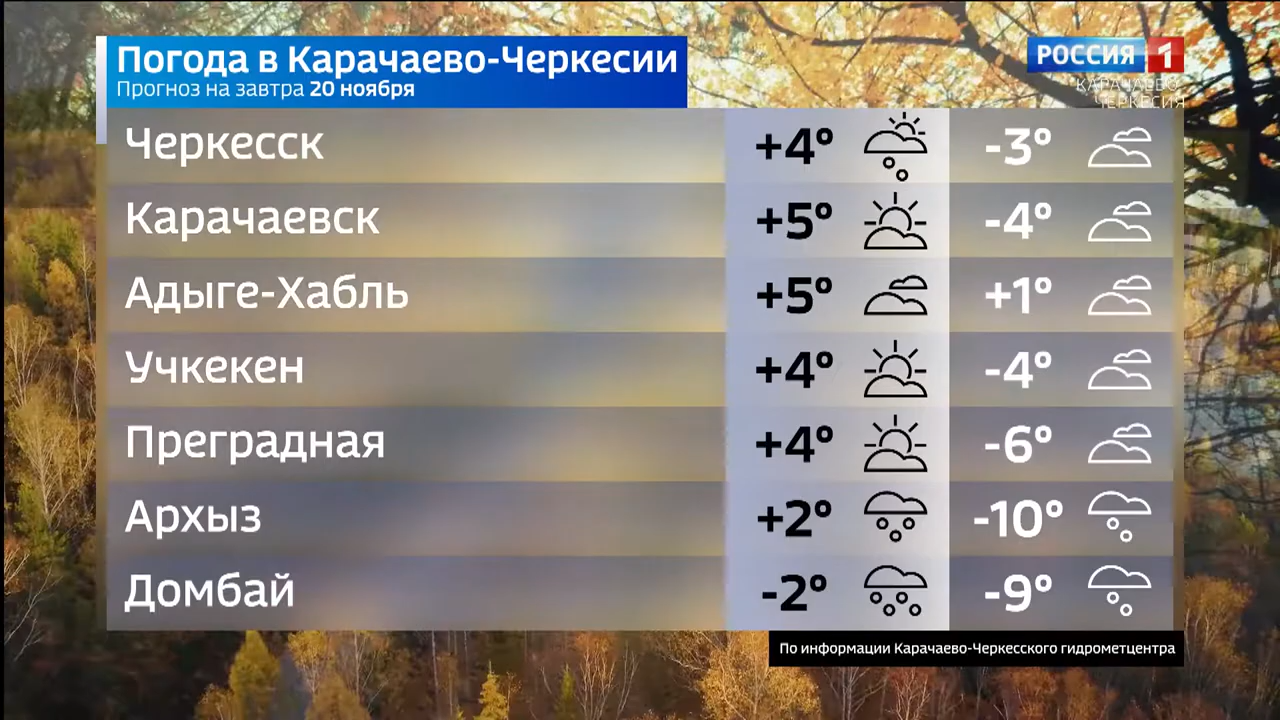 Погода в Карачаево-Черкесии
Прогноз на завтра 20 ноября
РОССИЯ 1
КАРАЧАЕВО-
ЧЕРКЕСИЯ
Черкесск +4° -3°
Карачаевск +5° -4°
Адыге-Хабль +5° +1°
Учкекен +4° -4°
Преградная +4° -6°
Архыз +2° -10°
Домбай -2° -9°
По информации Карачаево-Черкесского гидрометцентра